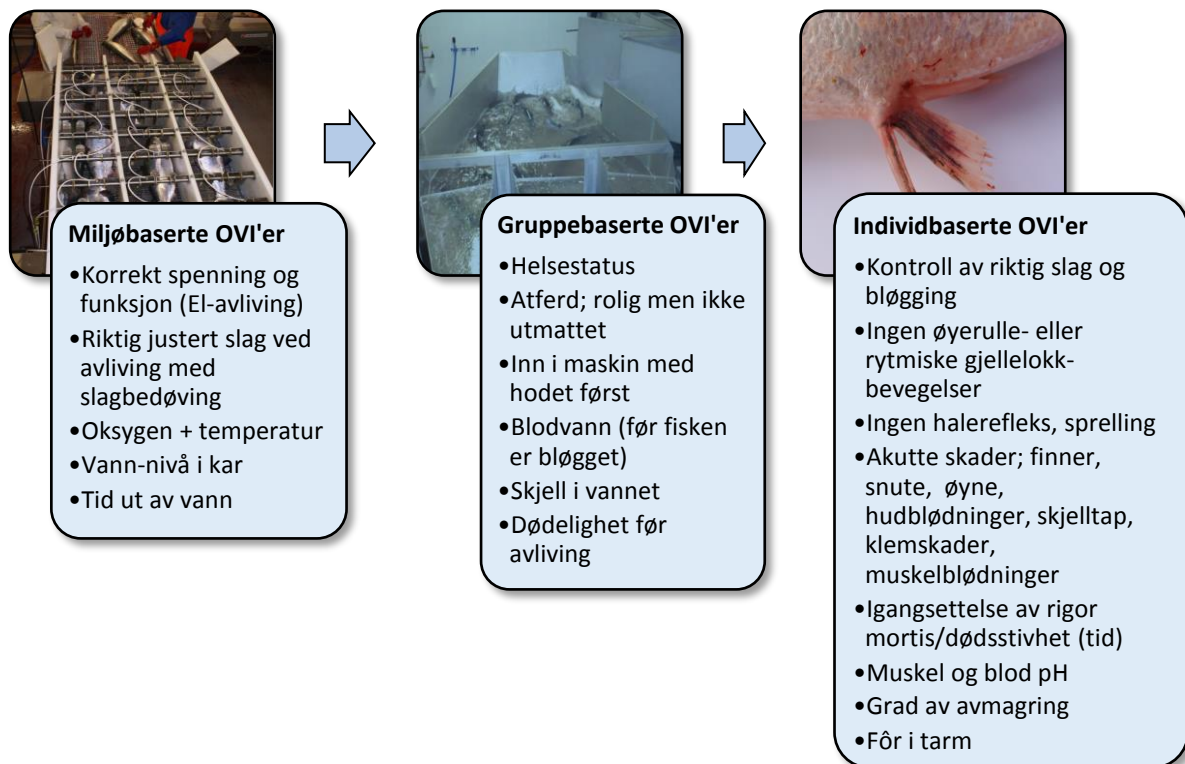 Miljøbaserte OVI'er
•Korrekt spenning og
funksjon (El-avliving)
•Riktig justert slag ved
avliving med
slagbedøving
•Oksygen + temperatur
•Vann-nivå i kar
•Tid ut av vann
Gruppebaserte OVI'er
•Helsestatus
•Atferd; rolig men ikke
utmattet
•Inn i maskin med
hodet først
•Blodvann (før fisken
er bløgget)
•Skjell i vannet
•Dødelighet før
avliving
Individbaserte OVI'er
•Kontroll av riktig slag og
bløgging
•Ingen øyerulle- eller
rytmiske gjellelokk-
bevegelser
•Ingen halerefleks, sprelling
•Akutte skader; finner,
snute, øyne,
hudblødninger, skjelltap,
klemskader,
muskelblødninger
•Igangsettelse av rigor
mortis/dødsstivhet (tid)
•Muskel og blod pH
•Grad av avmagring
•Fôr i tarm